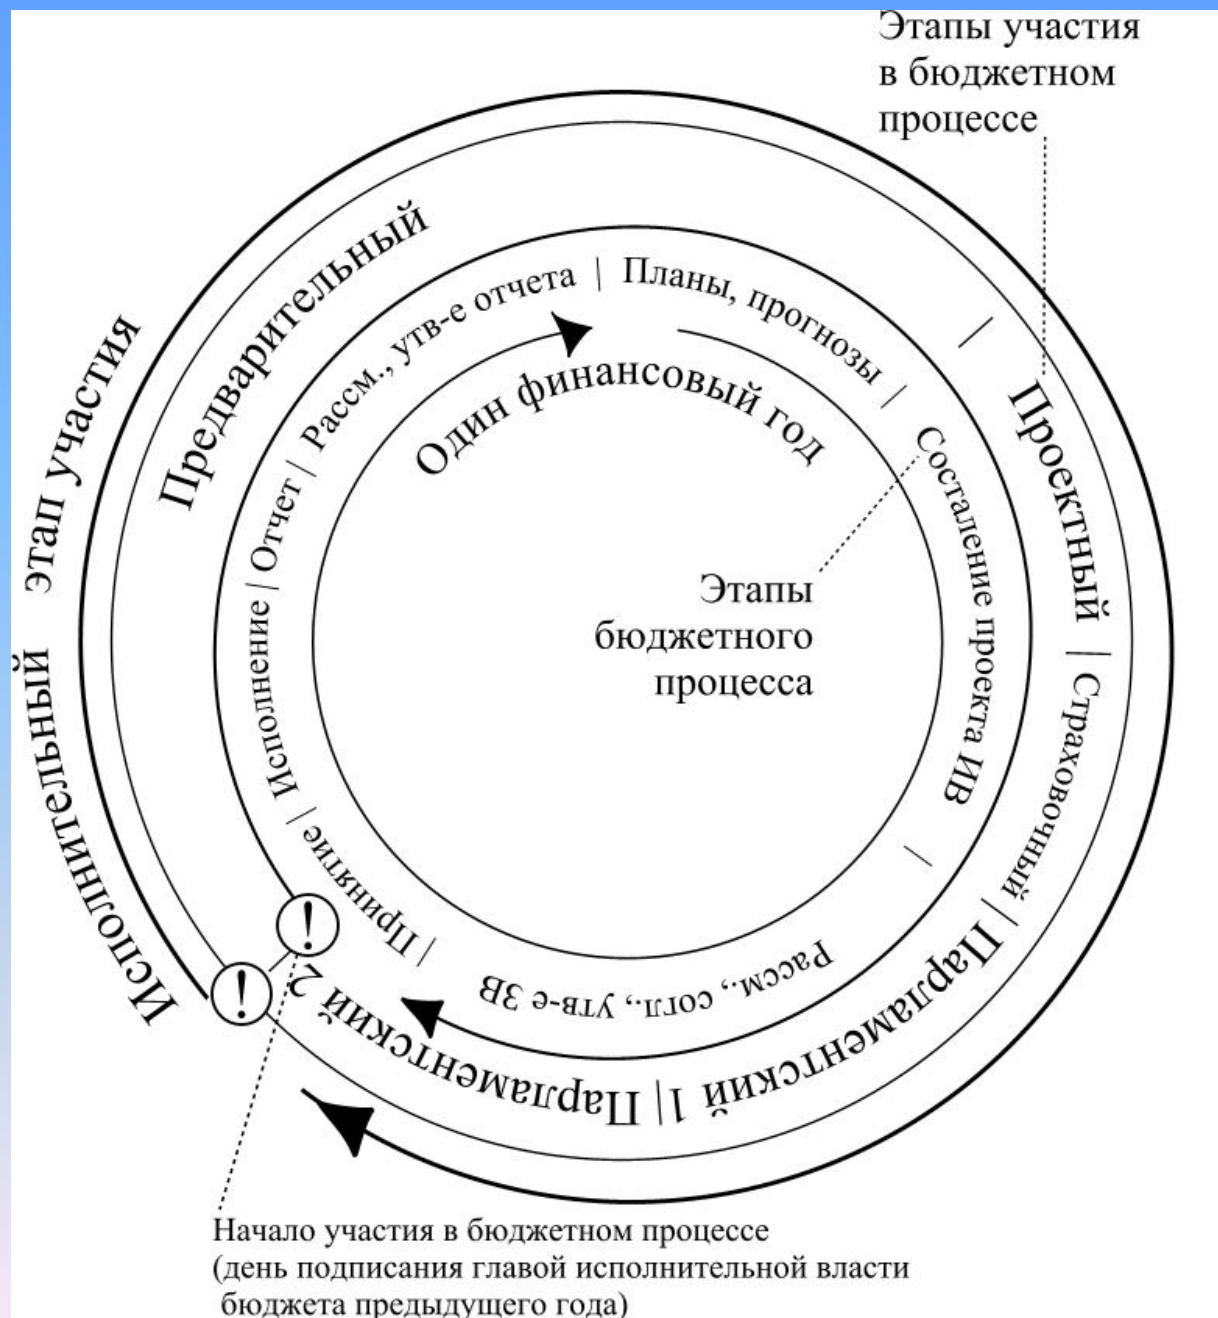 Этапы участия
в бюджетном
процессе
Исполнительный этап участия
Предварительный | Проектный | Страховочный | Парламентский 1 | Парламентский 2
Планы, прогнозы | Состаление проекта ИВ | Рассм., согл., утв-е ЗВ | Принятие | Исполнение | Отчет | Рассм., утв-е отчета |
Один финансовый год
Этапы
бюджетного
процесса
!
!
Начало участия в бюджетном процессе
(день подписания главой исполнительной власти
бюджета предыдущего года)